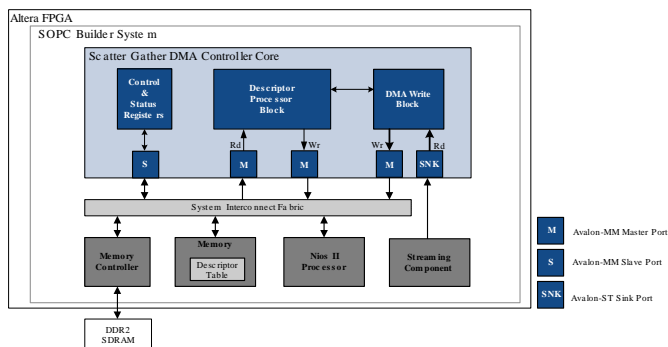 Altera FPGA
SOPC Builder System
Scatter Gather DMA Controller Core
Control
&
Status
Registers
Descriptor
Processor
Block
DMA Write
Block
Rd
Wr
Wr
Rd
S
M
M
M
SNK
System Interconnect Fabric
Memory
Controller
Memory
Descriptor
Table
Nios II
Processor
Streaming
Component
DDR2
SDRAM
M
Avalon-MM Master Port
S
Avalon-MM Slave Port
SNK
Avalon-ST Sink Port